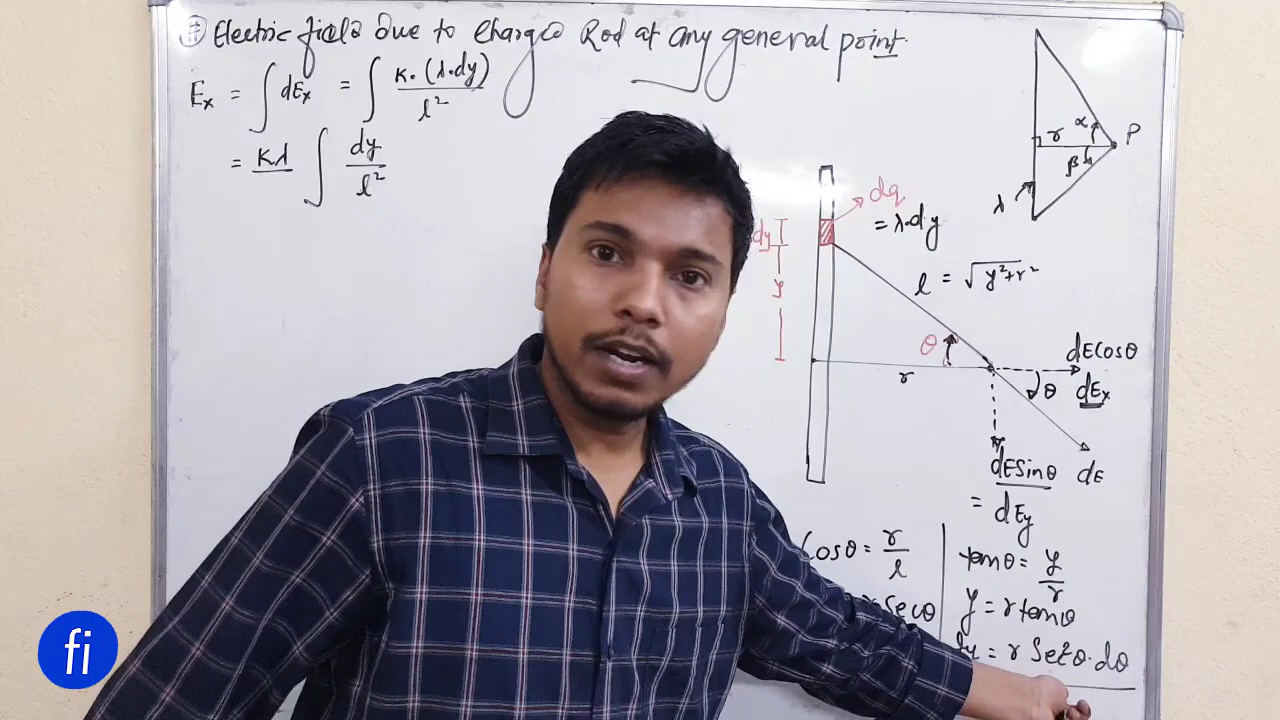 Electric field Due to Charged Rod at any general point.
Ex = ∫ dEx = ∫ K.(λ.dy) / l²
= Kλ ∫ dy / l²
α
r
P
β
λ
dq
= λ.dy
dy
y
l = √y²+r²
θ
r
dE Cosθ
θ
dEx
dE Sinθ
dE
= dEy
Cosθ = r / l
r Secθ
tanθ = y / r
y = r tanθ
dy = r Sec²θ.dθ
fi